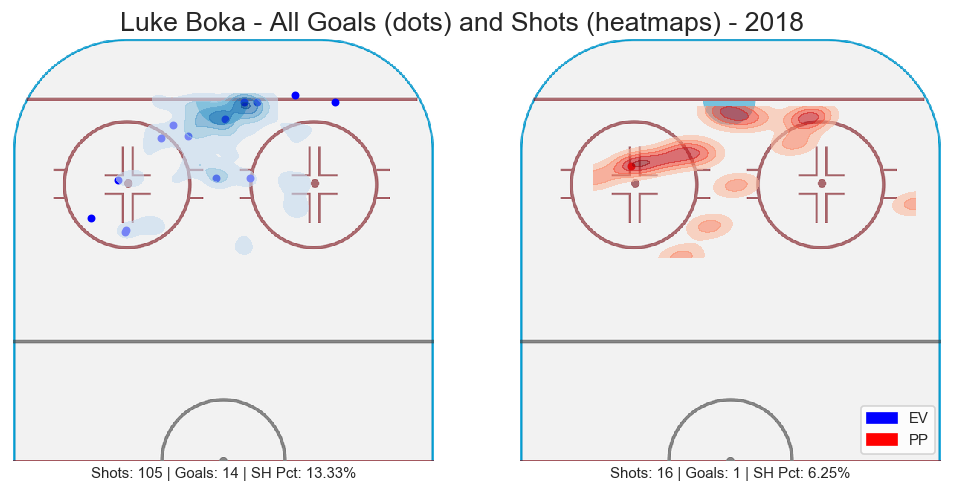 Luke Boka - All Goals (dots) and Shots (heatmaps) - 2018
EV
PP
Shots: 105 | Goals: 14 | SH Pct: 13.33%
Shots: 16 | Goals: 1 | SH Pct: 6.25%